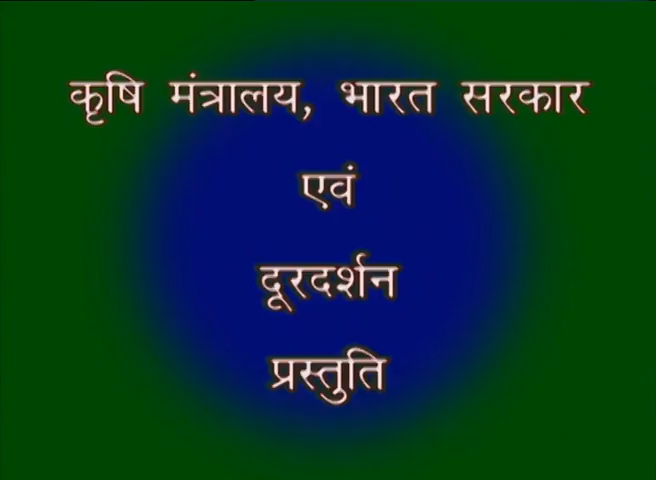 कृषि मंत्रालय, भारत सरकार
एवं
दूरदर्शन
प्रस्तुति